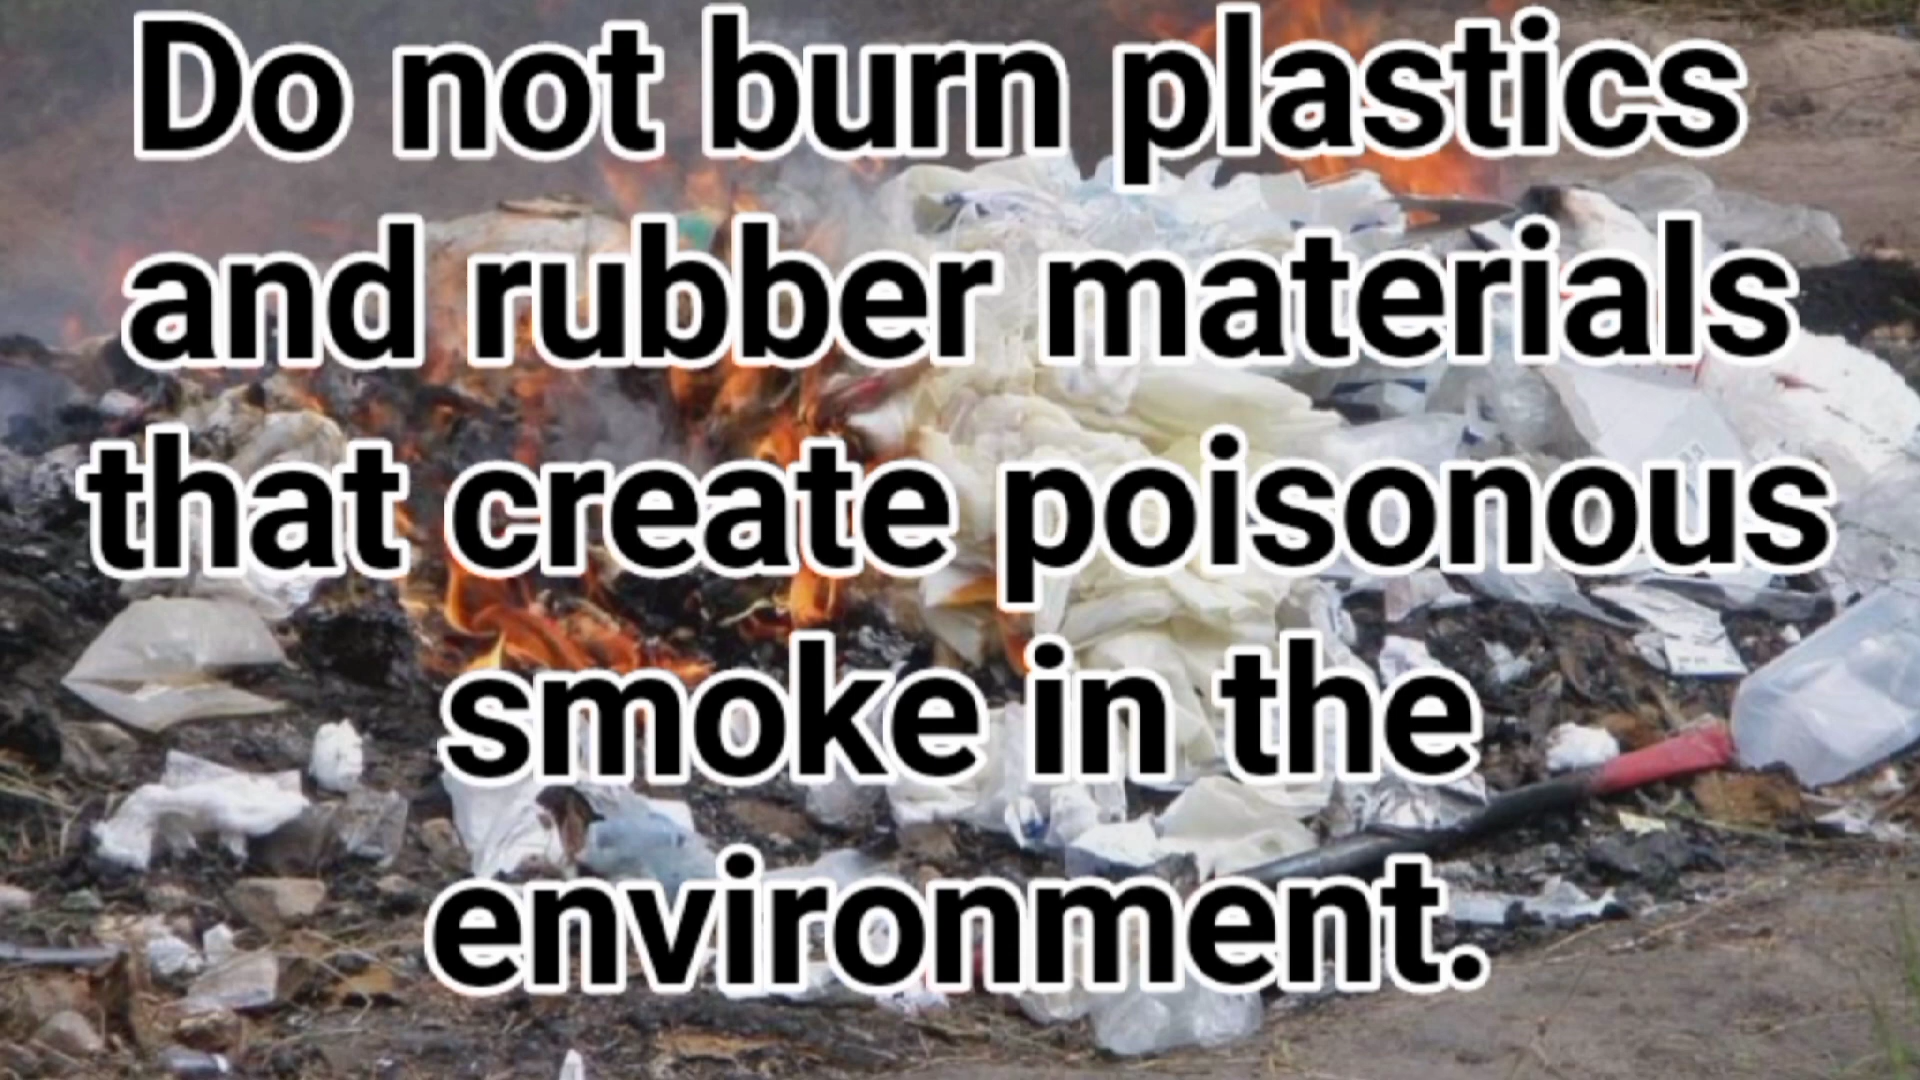 Do not burn plastics
and rubber materials
that create poisonous
smoke in the
environment.